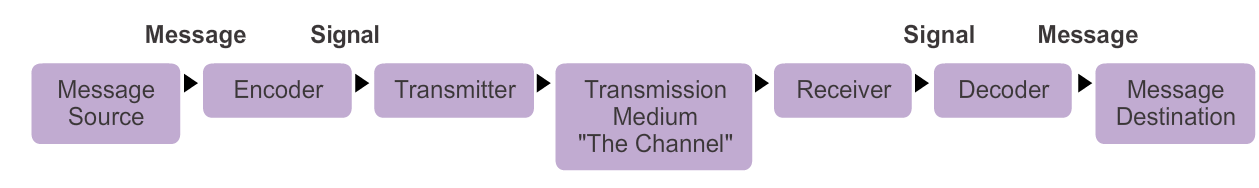 Message
Signal
Signal
Message
Message
Source
Encoder
Transmitter
Transmission
Medium
"The Channel"
Receiver
Decoder
Message
Destination